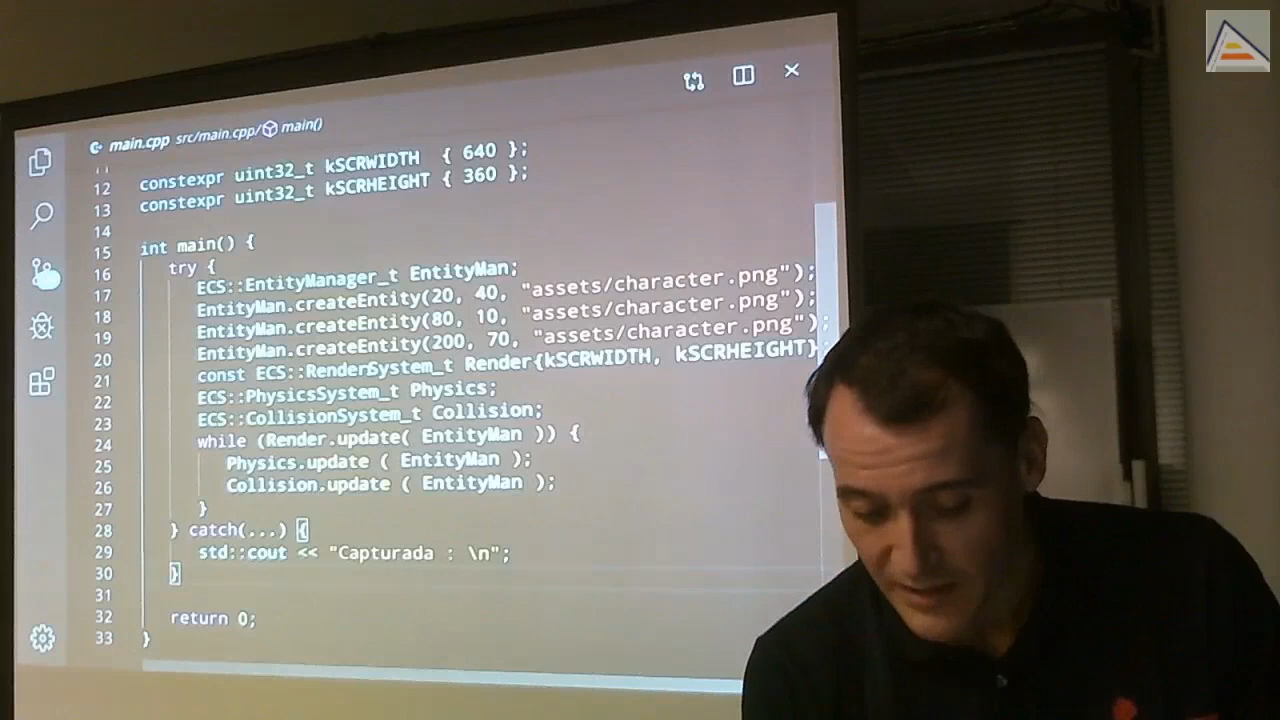 main.cpp src/main.cpp/ main()
11
12 constexpr uint32_t kSCRWIDTH { 640 };
13 constexpr uint32_t kSCRHEIGHT { 360 };
14
15 int main() {
16 try {
17 ECS::EntityManager_t EntityMan;
18 EntityMan.createEntity(20, 40, "assets/character.png");
19 EntityMan.createEntity(80, 10, "assets/character.png");
20 EntityMan.createEntity(200, 70, "assets/character.png");
21 const ECS::RenderSystem_t Render{kSCRWIDTH, kSCRHEIGHT};
22 ECS::PhysicsSystem_t Physics;
23 ECS::CollisionSystem_t Collision;
24 while (Render.update( EntityMan )) {
25 Physics.update ( EntityMan );
26 Collision.update ( EntityMan );
27 }
28 } catch(...) {
29 std::cout << "Capturada : \n";
30 }
31
32 return 0;
33 }